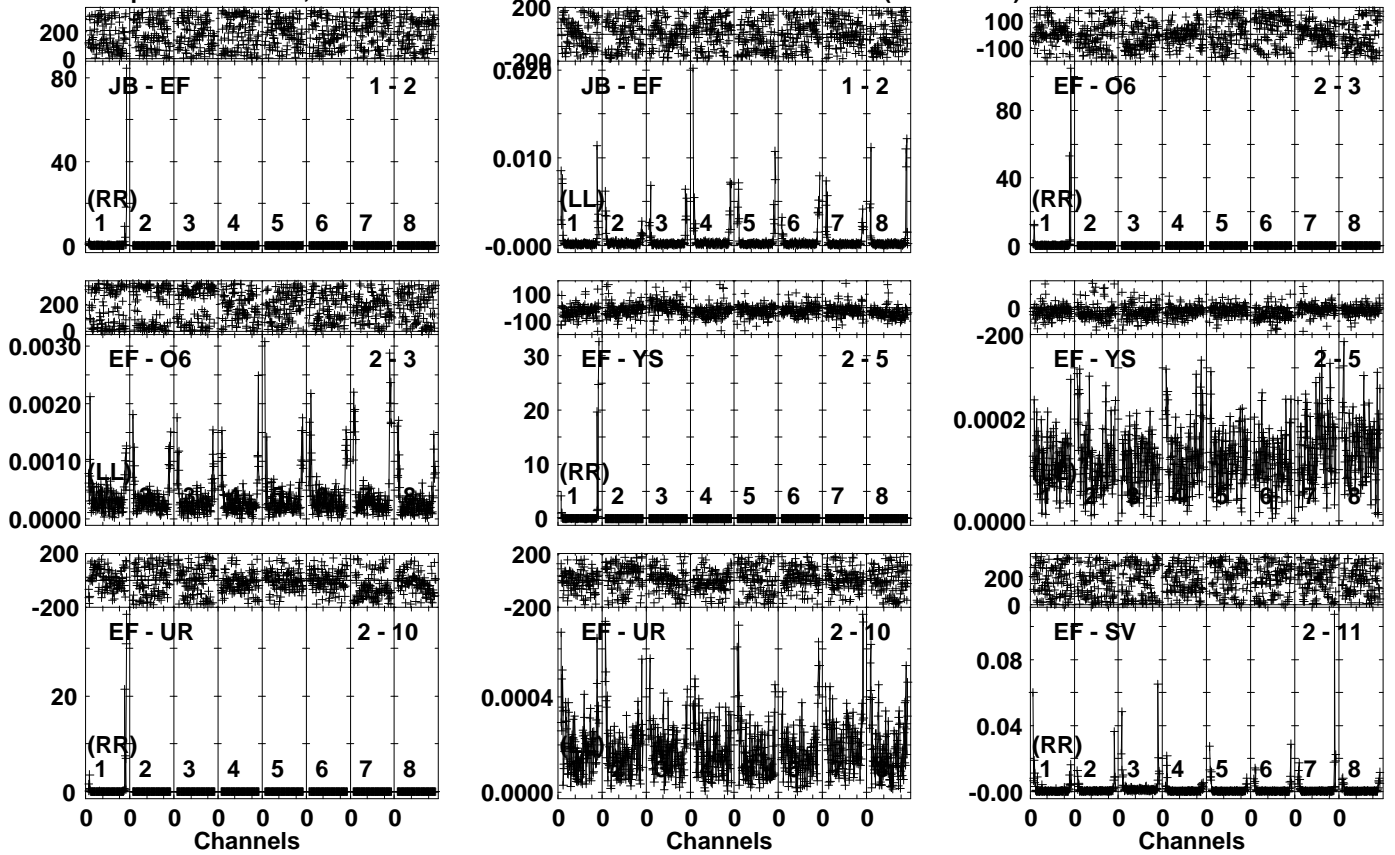 200
0
80
JB - EF 1 - 2
40
(RR)
1 2 3 4 5 6 7 8
0
200
-200
0.020
JB - EF 1 - 2
0.010
(LL)
1 2 3 4 5 6 7 8
-0.000
100
-100
80
EF - O6 2 - 3
40
(RR)
1 2 3 4 5 6 7 8
0
200
0
0.0030
EF - O6 2 - 3
0.0020
0.0010
(LL)
0.0000
100
-100
30
EF - YS 2 - 5
20
10
(RR)
1 2 3 4 5 6 7 8
0
0
-200
EF - YS 2 - 5
0.0002
0.0000
200
-200
EF - UR 2 - 10
20
(RR)
1 2 3 4 5 6 7 8
0
0 0 0 0 0 0 0 0
Channels
200
-200
EF - UR 2 - 10
0.0004
0.0000
0 0 0 0 0 0 0 0
Channels
200
0
EF - SV 2 - 11
0.08
0.04
(RR)
1 2 3 4 5 6 7 8
-0.00
0 0 0 0 0 0 0 0
Channels